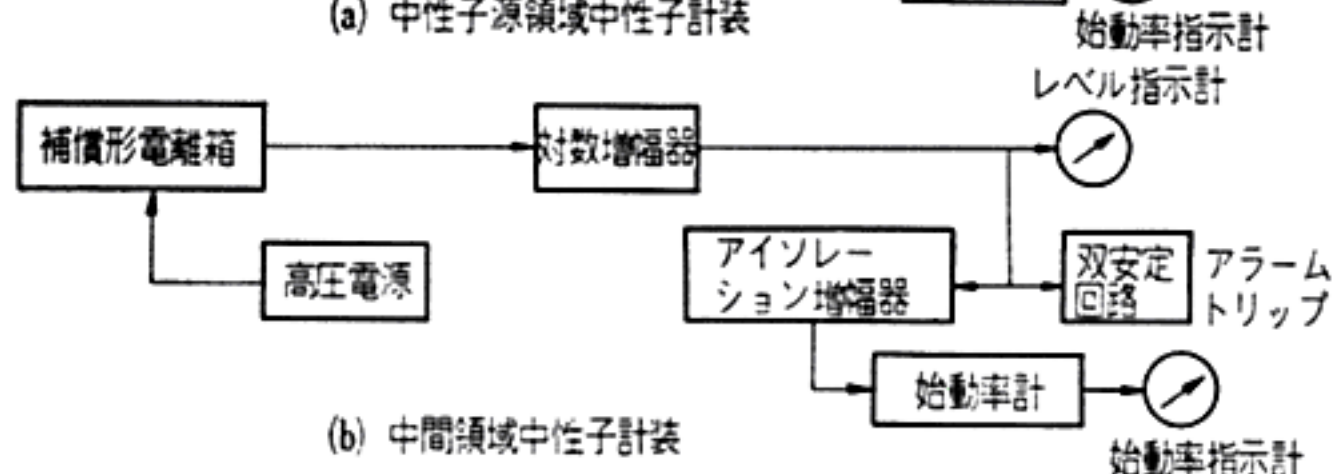 (a) 中性子源領域中性子計装
始動率指示計
レベル指示計
補償形電離箱
対数増幅器
高圧電源
アイソレー
ション増幅器
双安定
回路
アラーム
トリップ
始動率計
(b) 中間領域中性子計装
始動率指示計